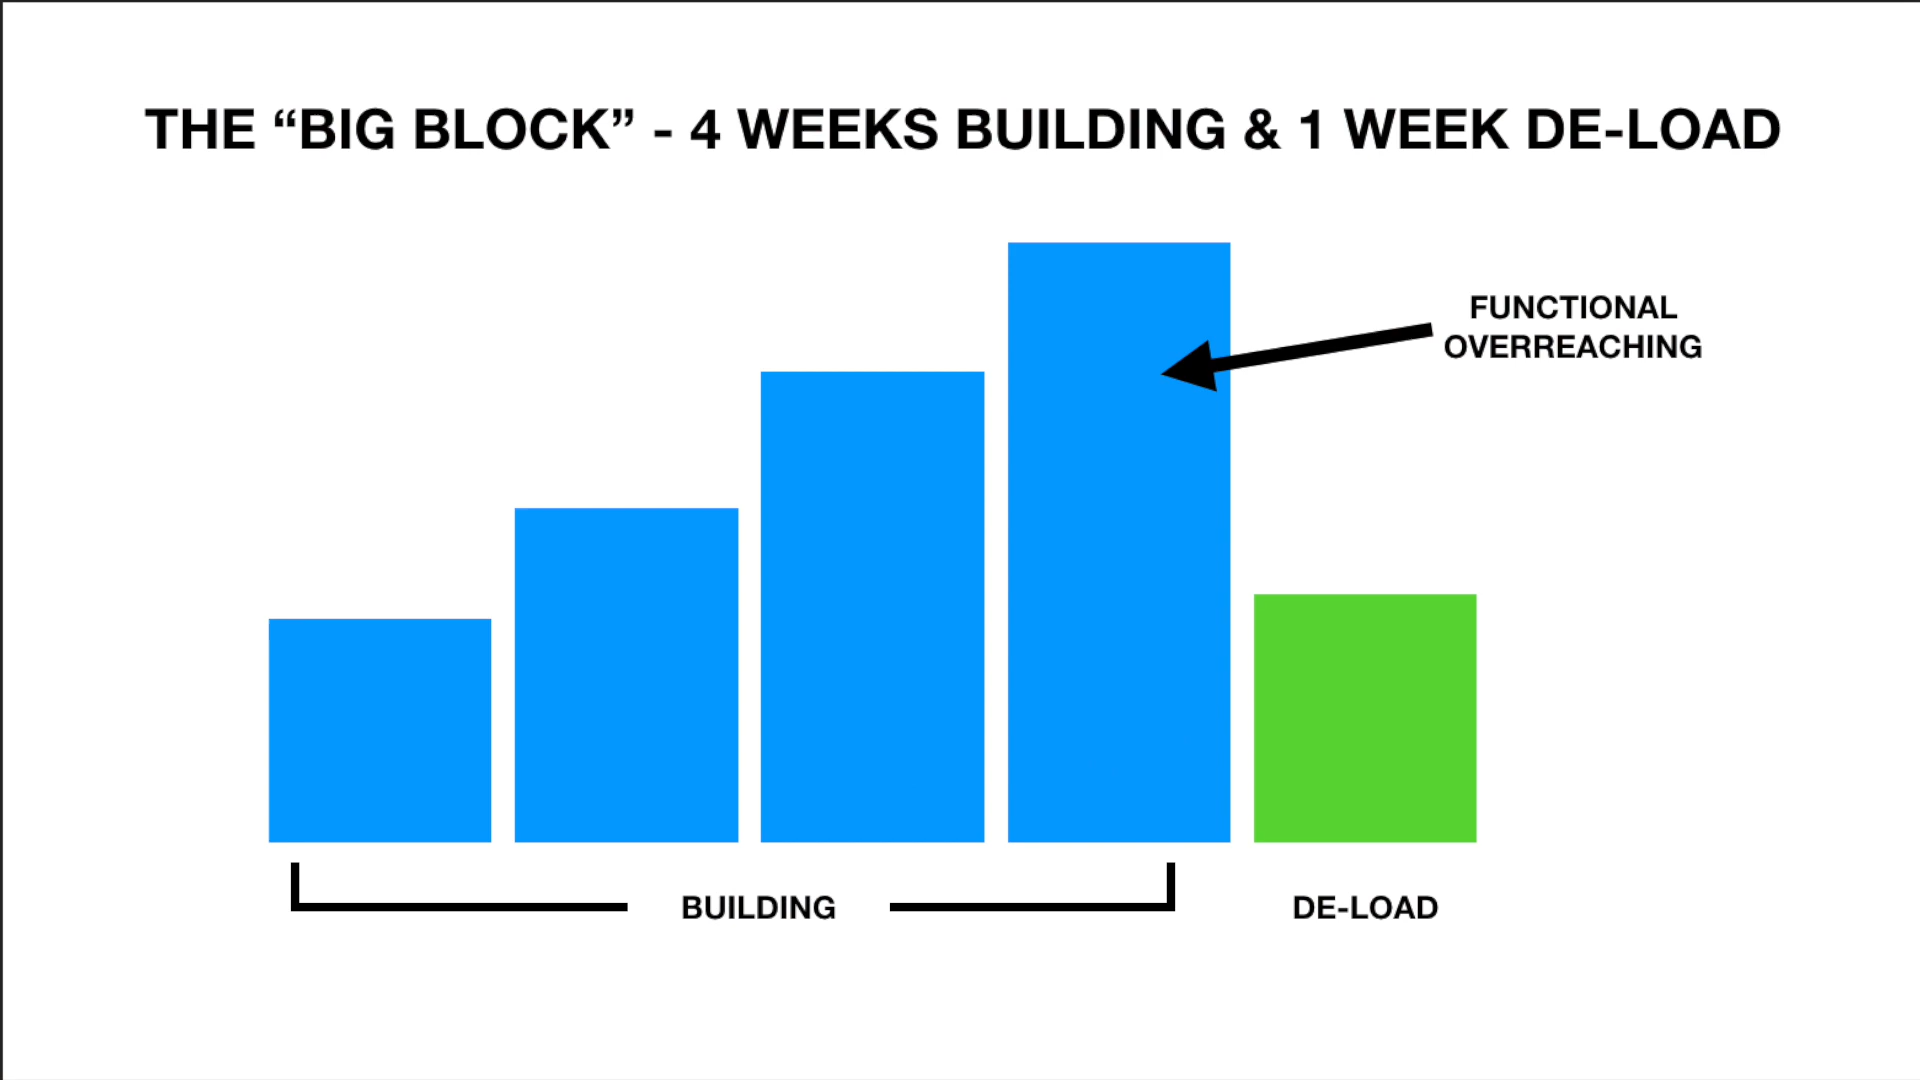 THE “BIG BLOCK” - 4 WEEKS BUILDING & 1 WEEK DE-LOAD
FUNCTIONAL
OVERREACHING
BUILDING
DE-LOAD